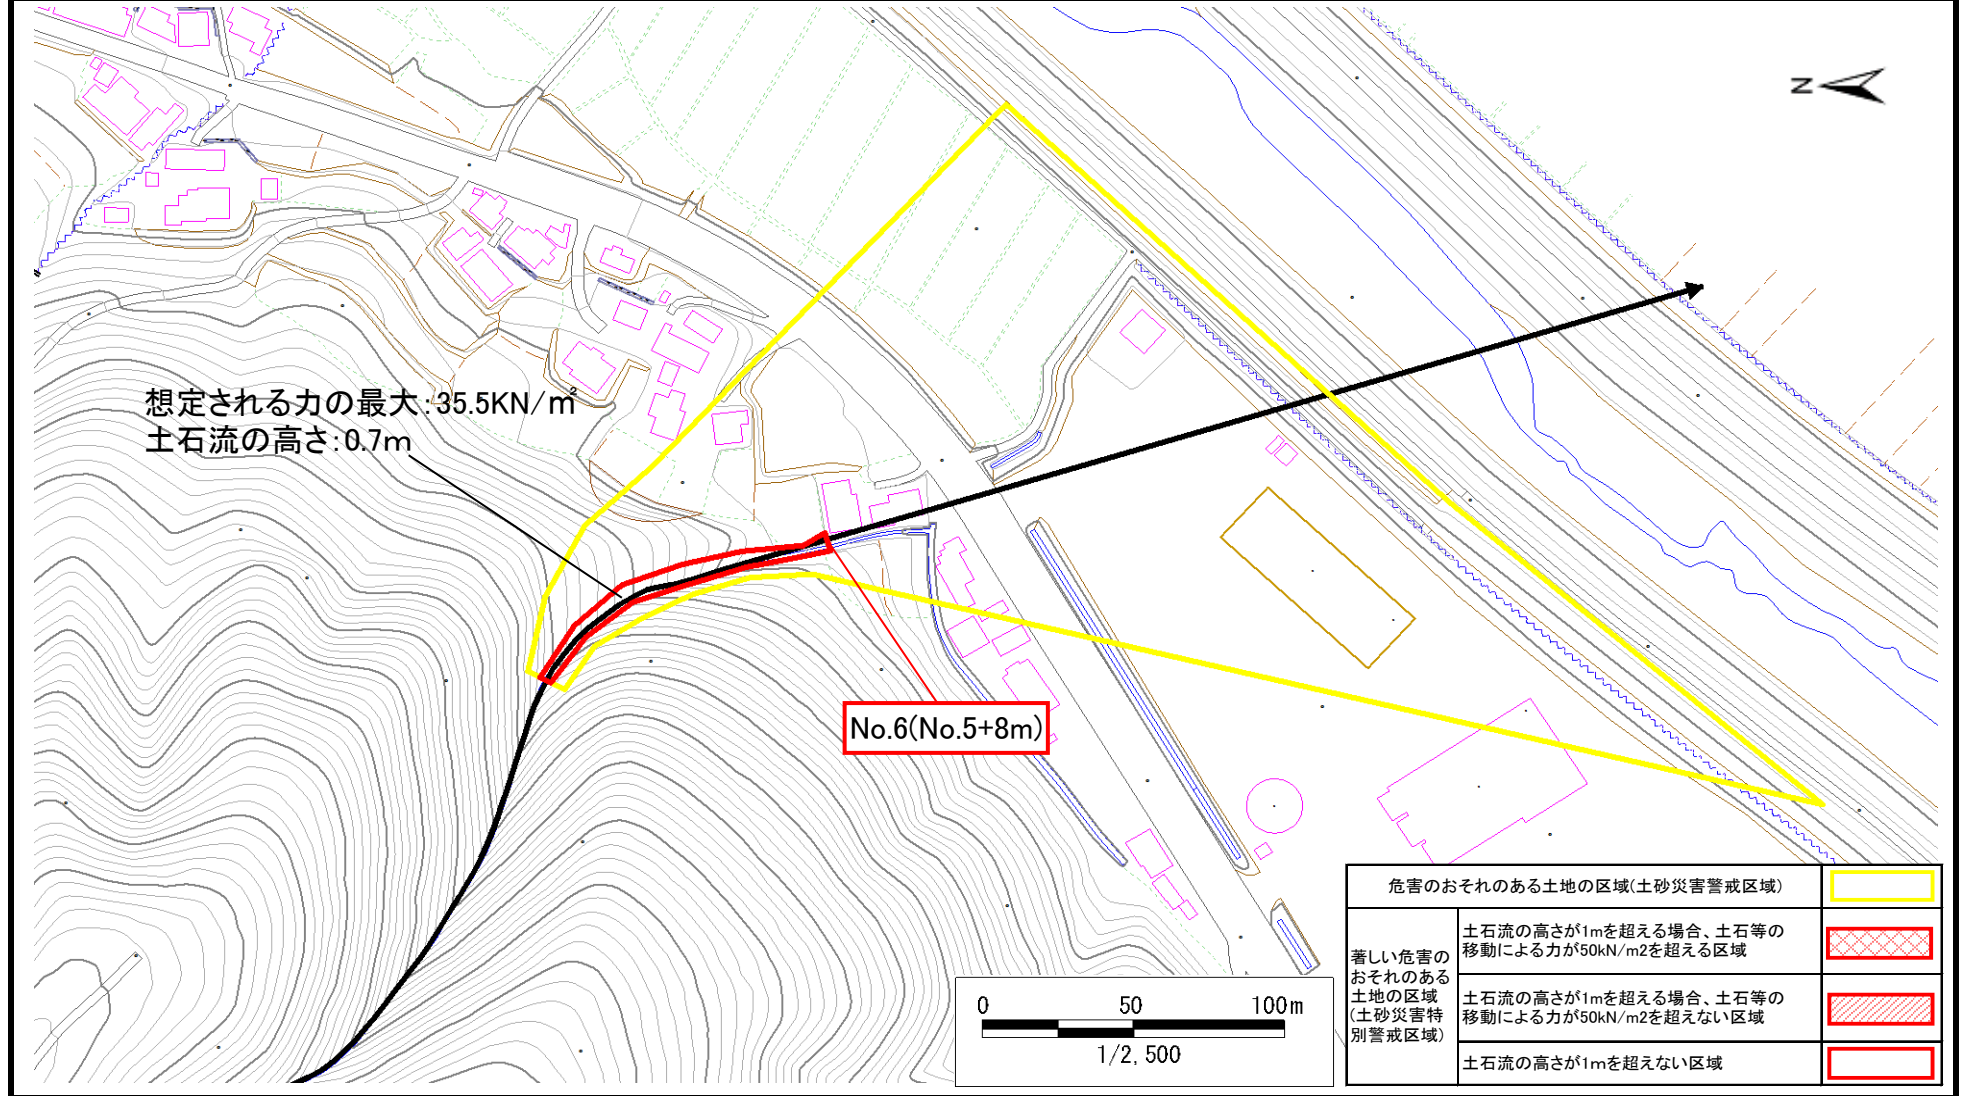 N
想定される力の最大:35.5KN/㎡
土石流の高さ:0.7m
No.6(No.5+8m)
危害のおそれのある土地の区域(土砂災害警戒区域)
著しい危害の
おそれのある
土地の区域
(土砂災害特
別警戒区域)
土石流の高さが1mを超える場合、土石等の
移動による力が50kN/m2を超える区域
土石流の高さが1mを超える場合、土石等の
移動による力が50kN/m2を超えない区域
土石流の高さが1mを超えない区域
0 50 100m
1/2,500